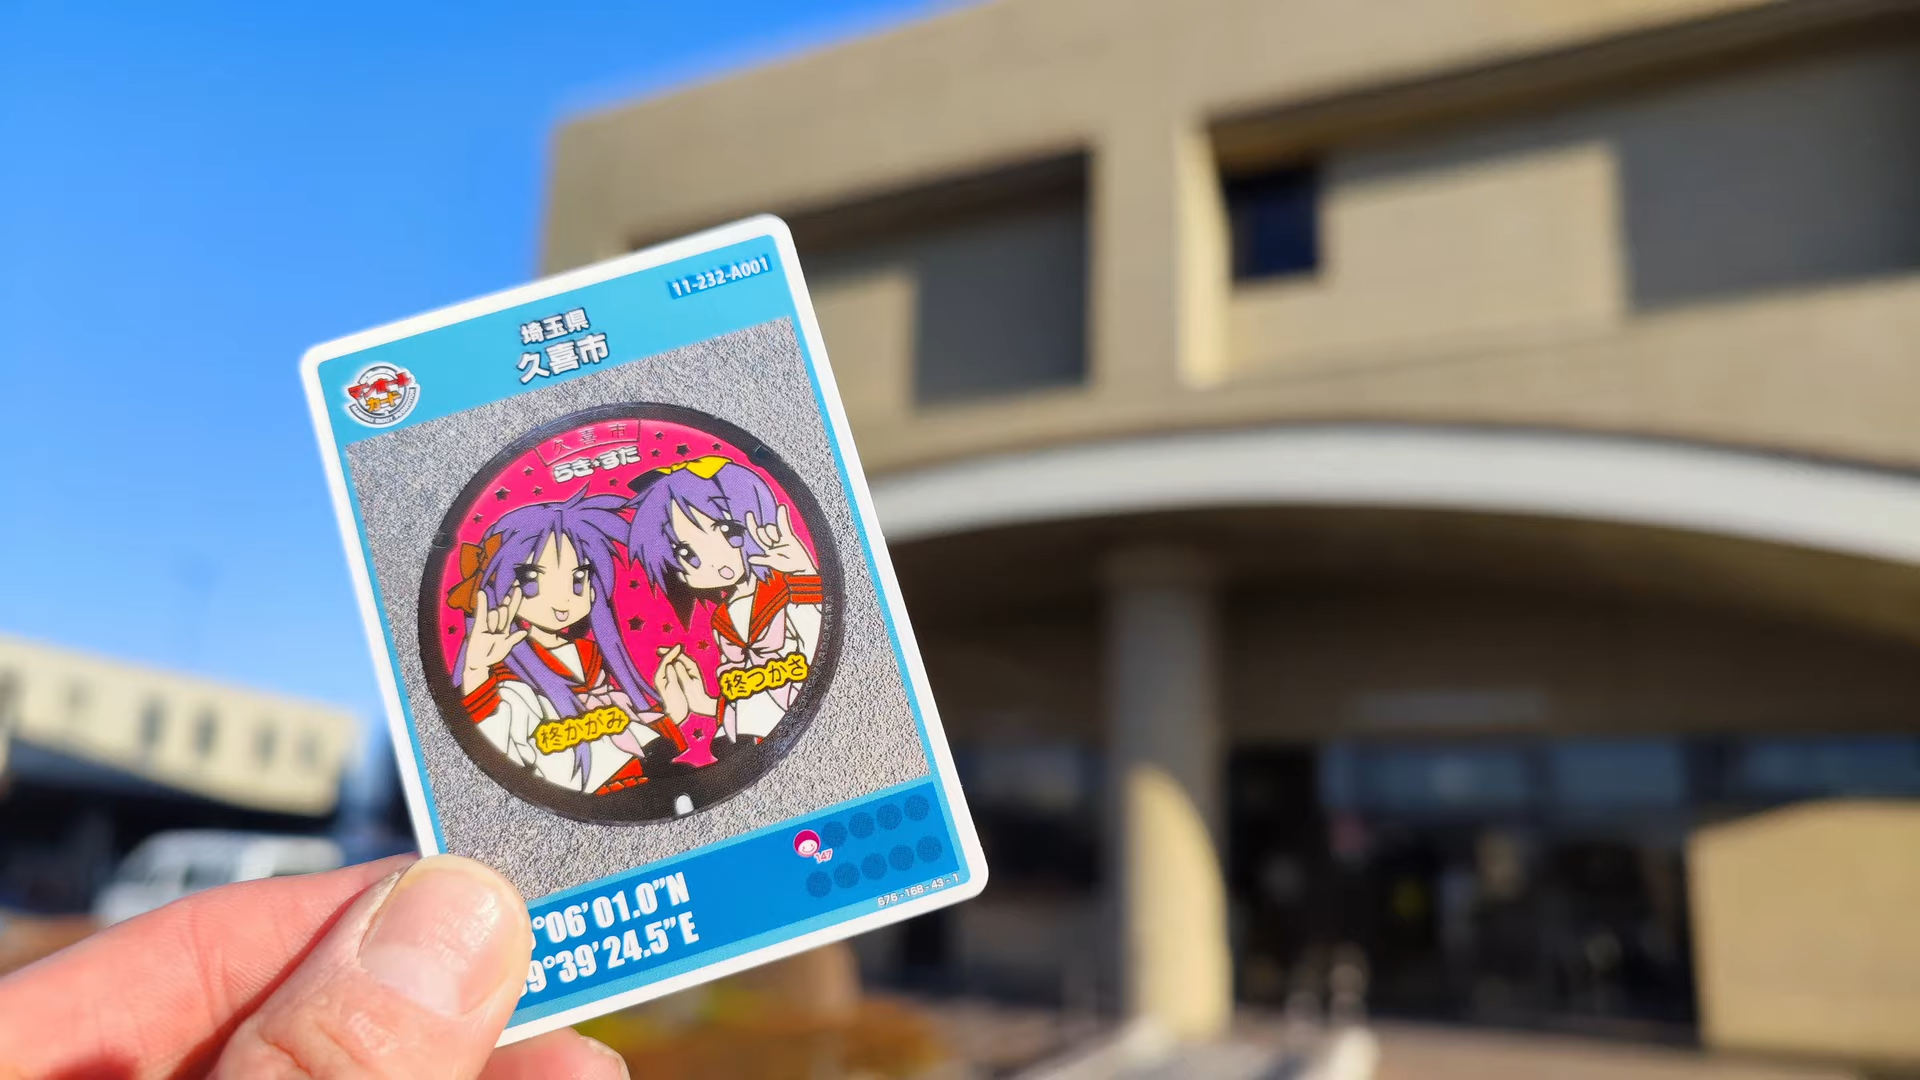 11-232-A001
埼玉県
久喜市
マンホール
カード
久喜市
らき☆すた
柊つかさ
柊かがみ
147
°06'01.0"N
9°39'24.5"E
676-168-43-1